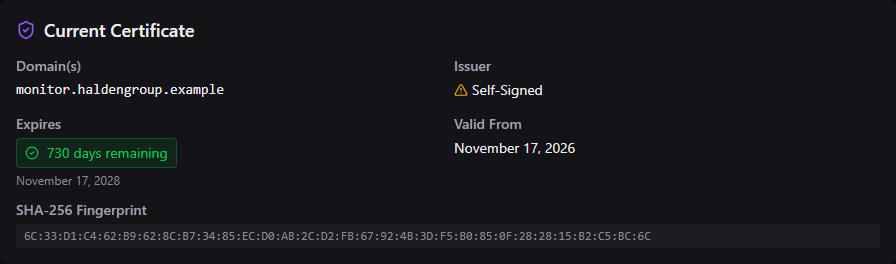 Current Certificate
Domain(s)
monitor.haldengroup.example
Issuer
Self-Signed
Expires
730 days remaining
November 17, 2028
Valid From
November 17, 2026
SHA-256 Fingerprint
6C:33:D1:C4:62:B9:62:8C:B7:34:85:EC:D0:AB:2C:D2:FB:67:92:4B:3D:F5:B0:85:0F:28:28:15:B2:C5:BC:6C